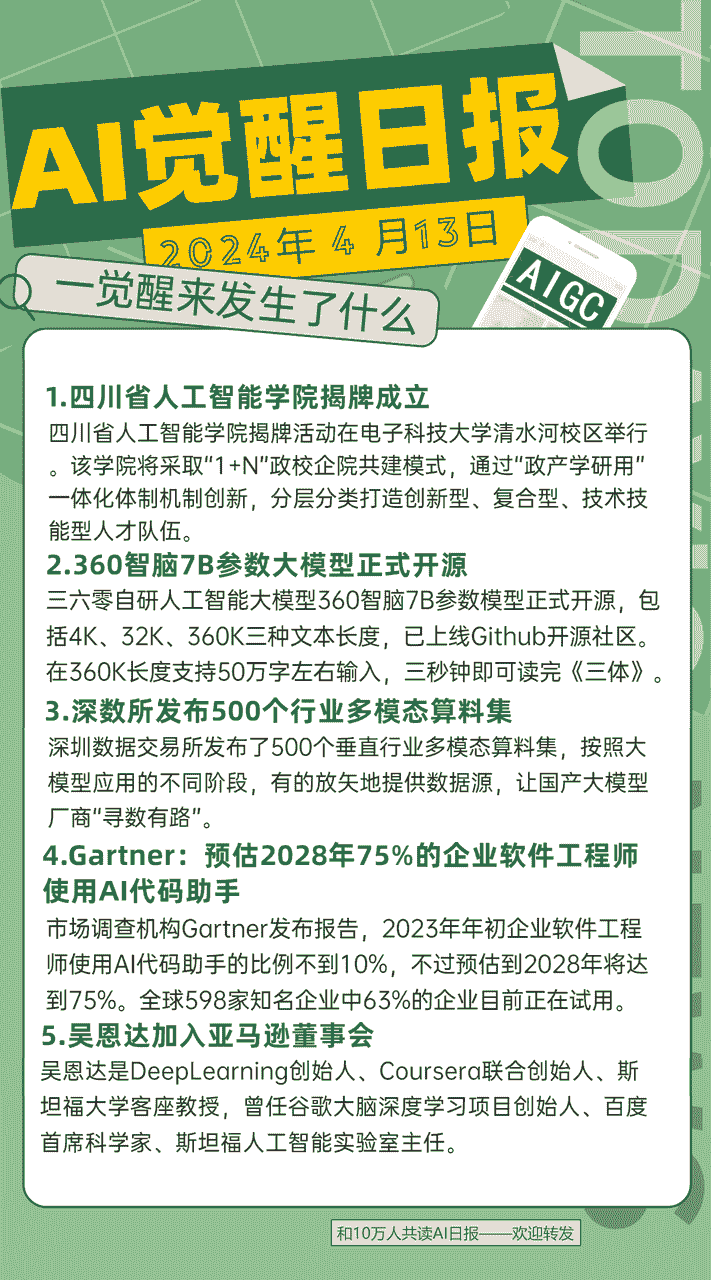 AI觉醒日报
2024年4月13日
一觉醒来发生了什么
AIGC
1.四川省人工智能学院揭牌成立
四川省人工智能学院揭牌活动在电子科技大学清水河校区举行
。该学院将采取“1+N”政校企院共建模式，通过“政产学研用”
一体化体制机制创新，分层分类打造创新型、复合型、技术技
能型人才队伍。
2.360智脑7B参数大模型正式开源
三六零自研人工智能大模型360智脑7B参数模型正式开源，包
括4K、32K、360K三种文本长度，已上线Github开源社区。
在360K长度支持50万字左右输入，三秒钟即可读完《三体》。
3.深数所发布500个行业多模态算料集
深圳数据交易所发布了500个垂直行业多模态算料集，按照大
模型应用的不同阶段，有的放矢地提供数据源，让国产大模型
厂商“寻数有路”。
4.Gartner：预估2028年75%的企业软件工程师
使用AI代码助手
市场调查机构Gartner发布报告，2023年年初企业软件工程
师使用AI代码助手的比例不到10%，不过预估到2028年将达
到75%。全球598家知名企业中63%的企业目前正在试用。
5.吴恩达加入亚马逊董事会
吴恩达是DeepLearning创始人、Coursera联合创始人、斯
坦福大学客座教授，曾任谷歌大脑深度学习项目创始人、百度
首席科学家、斯坦福人工智能实验室主任。
和10万人共读AI日报——欢迎转发